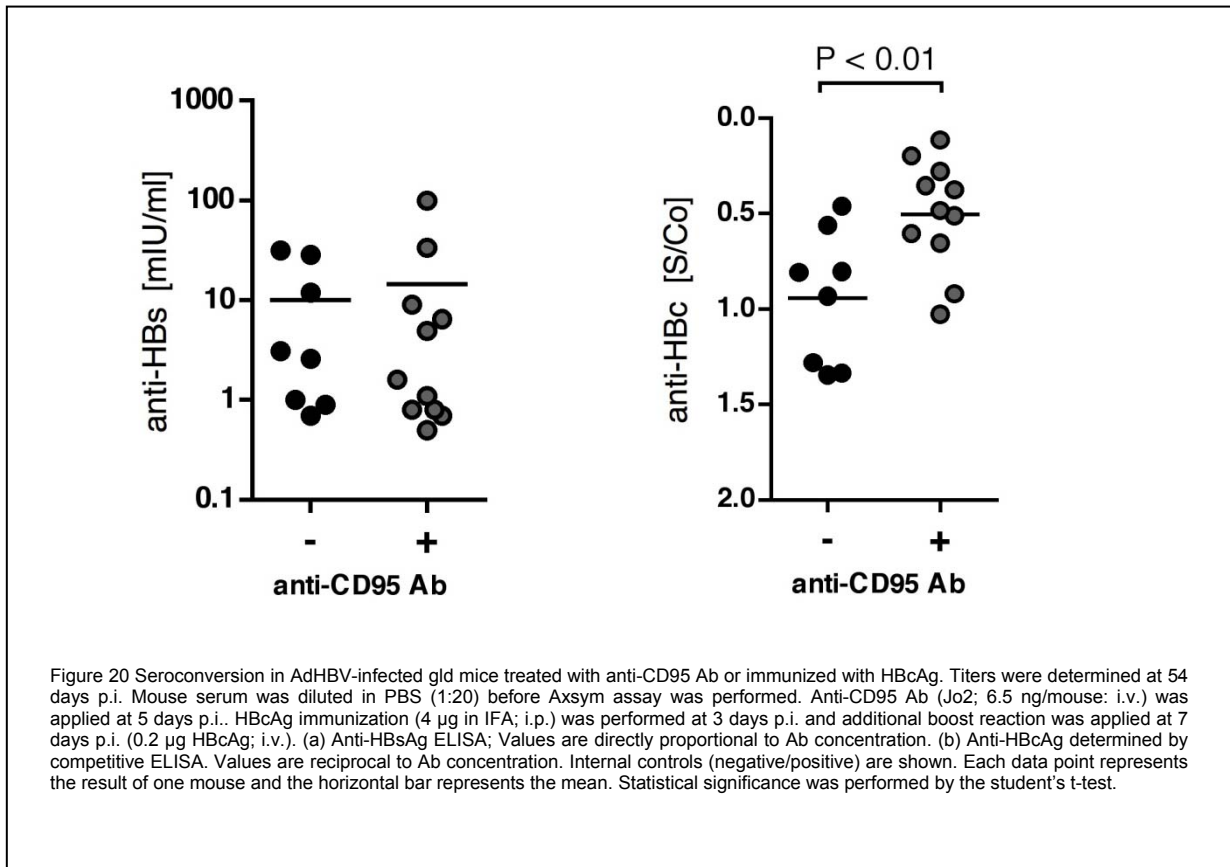 P < 0.01
1000
100
10
1
0.1
anti-HBs [mIU/ml]
- +
anti-CD95 Ab
0.0
0.5
1.0
1.5
2.0
anti-HBc [S/Co]
- +
anti-CD95 Ab
Figure 20 Seroconversion in AdHBV-infected gld mice treated with anti-CD95 Ab or immunized with HBcAg. Titers were determined at 54
days p.i. Mouse serum was diluted in PBS (1:20) before Axsym assay was performed. Anti-CD95 Ab (Jo2; 6.5 ng/mouse: i.v.) was
applied at 5 days p.i.. HBcAg immunization (4 µg in IFA; i.p.) was performed at 3 days p.i. and additional boost reaction was applied at 7
days p.i. (0.2 µg HBcAg; i.v.). (a) Anti-HBsAg ELISA; Values are directly proportional to Ab concentration. (b) Anti-HBcAg determined by
competitive ELISA. Values are reciprocal to Ab concentration. Internal controls (negative/positive) are shown. Each data point represents
the result of one mouse and the horizontal bar represents the mean. Statistical significance was performed by the student's t-test.